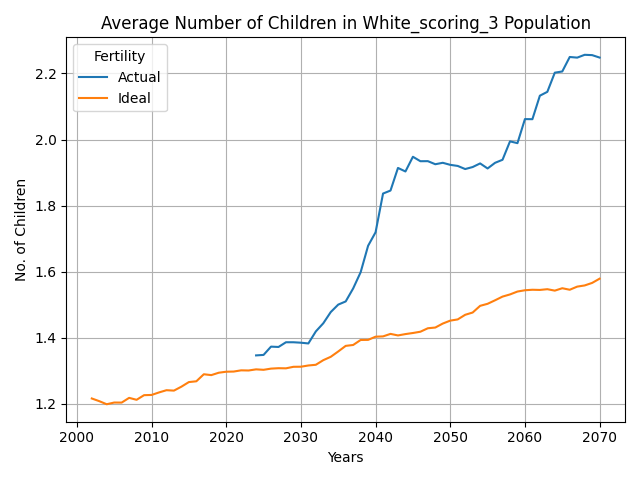 Average Number of Children in White_scoring_3 Population
Fertility
Actual
Ideal
2.2
2.0
1.8
1.6
1.4
1.2
No. of Children
2000 2010 2020 2030 2040 2050 2060 2070
Years